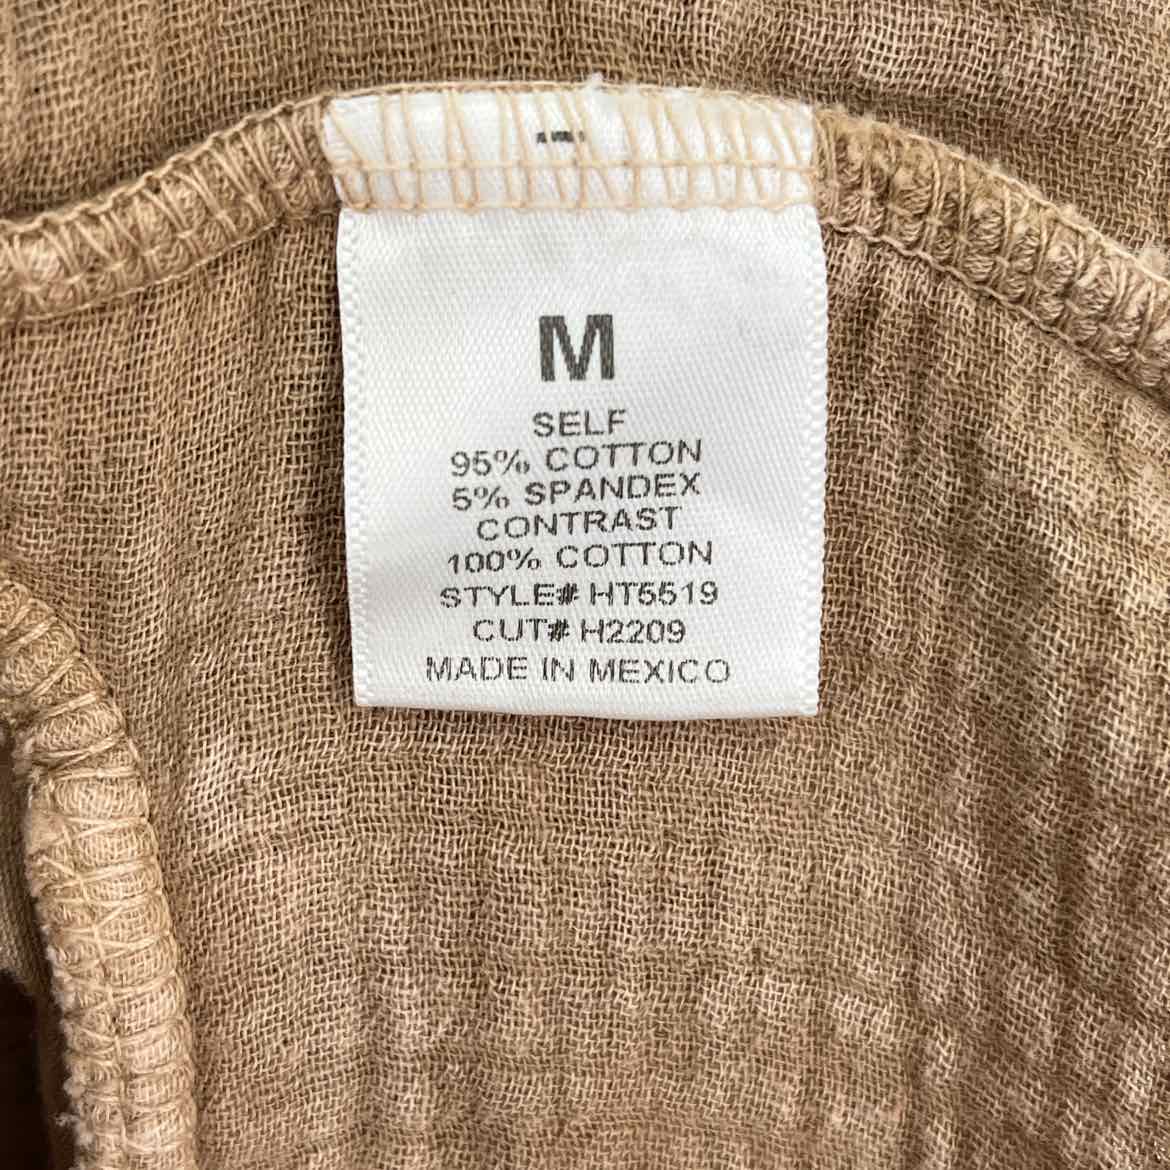 M
SELF
95% COTTON
5% SPANDEX
CONTRAST
100% COTTON
STYLE# HT5519
CUT# H2209
MADE IN MEXICO